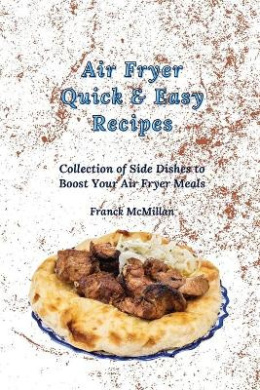 Air Fryer
Quick & Easy
Recipes
Collection of Side Dishes to
Boost Your Air Fryer Meals
Franck McMillan